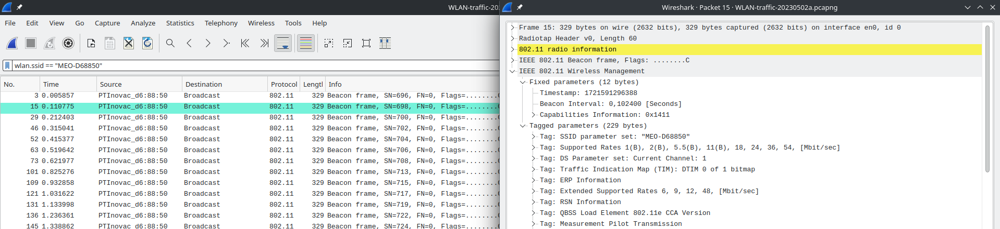 WLAN-traffic-20
File Edit View Go Capture Analyze Statistics Telephony Wireless Tools Help
wlan.ssid == "MEO-D68850"
No. Time Source Destination Protocol Lengtl Info
3 0.005857 PTInovac_d6:88:50 Broadcast 802.11 329 Beacon frame, SN=696, FN=0, Flags=........
15 0.110775 PTInovac_d6:88:50 Broadcast 802.11 329 Beacon frame, SN=698, FN=0, Flags=........
29 0.212403 PTInovac_d6:88:50 Broadcast 802.11 329 Beacon frame, SN=700, FN=0, Flags=........
46 0.315041 PTInovac_d6:88:50 Broadcast 802.11 329 Beacon frame, SN=702, FN=0, Flags=........
52 0.415377 PTInovac_d6:88:50 Broadcast 802.11 329 Beacon frame, SN=704, FN=0, Flags=........
63 0.519642 PTInovac_d6:88:50 Broadcast 802.11 329 Beacon frame, SN=706, FN=0, Flags=........
73 0.621977 PTInovac_d6:88:50 Broadcast 802.11 329 Beacon frame, SN=708, FN=0, Flags=........
101 0.825276 PTInovac_d6:88:50 Broadcast 802.11 329 Beacon frame, SN=713, FN=0, Flags=........
109 0.932858 PTInovac_d6:88:50 Broadcast 802.11 329 Beacon frame, SN=715, FN=0, Flags=........
121 1.031622 PTInovac_d6:88:50 Broadcast 802.11 329 Beacon frame, SN=717, FN=0, Flags=........
131 1.133998 PTInovac_d6:88:50 Broadcast 802.11 329 Beacon frame, SN=719, FN=0, Flags=........
136 1.236361 PTInovac_d6:88:50 Broadcast 802.11 329 Beacon frame, SN=722, FN=0, Flags=........
145 1.338862 PTInovac_d6:88:50 Broadcast 802.11 329 Beacon frame, SN=724, FN=0, Flags=........
Wireshark · Packet 15 · WLAN-traffic-20230502a.pcapng
Frame 15: 329 bytes on wire (2632 bits), 329 bytes captured (2632 bits) on interface en0, id 0
Radiotap Header v0, Length 60
802.11 radio information
IEEE 802.11 Beacon frame, Flags: ........C
IEEE 802.11 Wireless Management
Fixed parameters (12 bytes)
Timestamp: 1721591296388
Beacon Interval: 0,102400 [Seconds]
Capabilities Information: 0x1411
Tagged parameters (229 bytes)
Tag: SSID parameter set: "MEO-D68850"
Tag: Supported Rates 1(B), 2(B), 5.5(B), 11(B), 18, 24, 36, 54, [Mbit/sec]
Tag: DS Parameter set: Current Channel: 1
Tag: Traffic Indication Map (TIM): DTIM 0 of 1 bitmap
Tag: ERP Information
Tag: Extended Supported Rates 6, 9, 12, 48, [Mbit/sec]
Tag: RSN Information
Tag: QBSS Load Element 802.11e CCA Version
Tag: Measurement Pilot Transmission